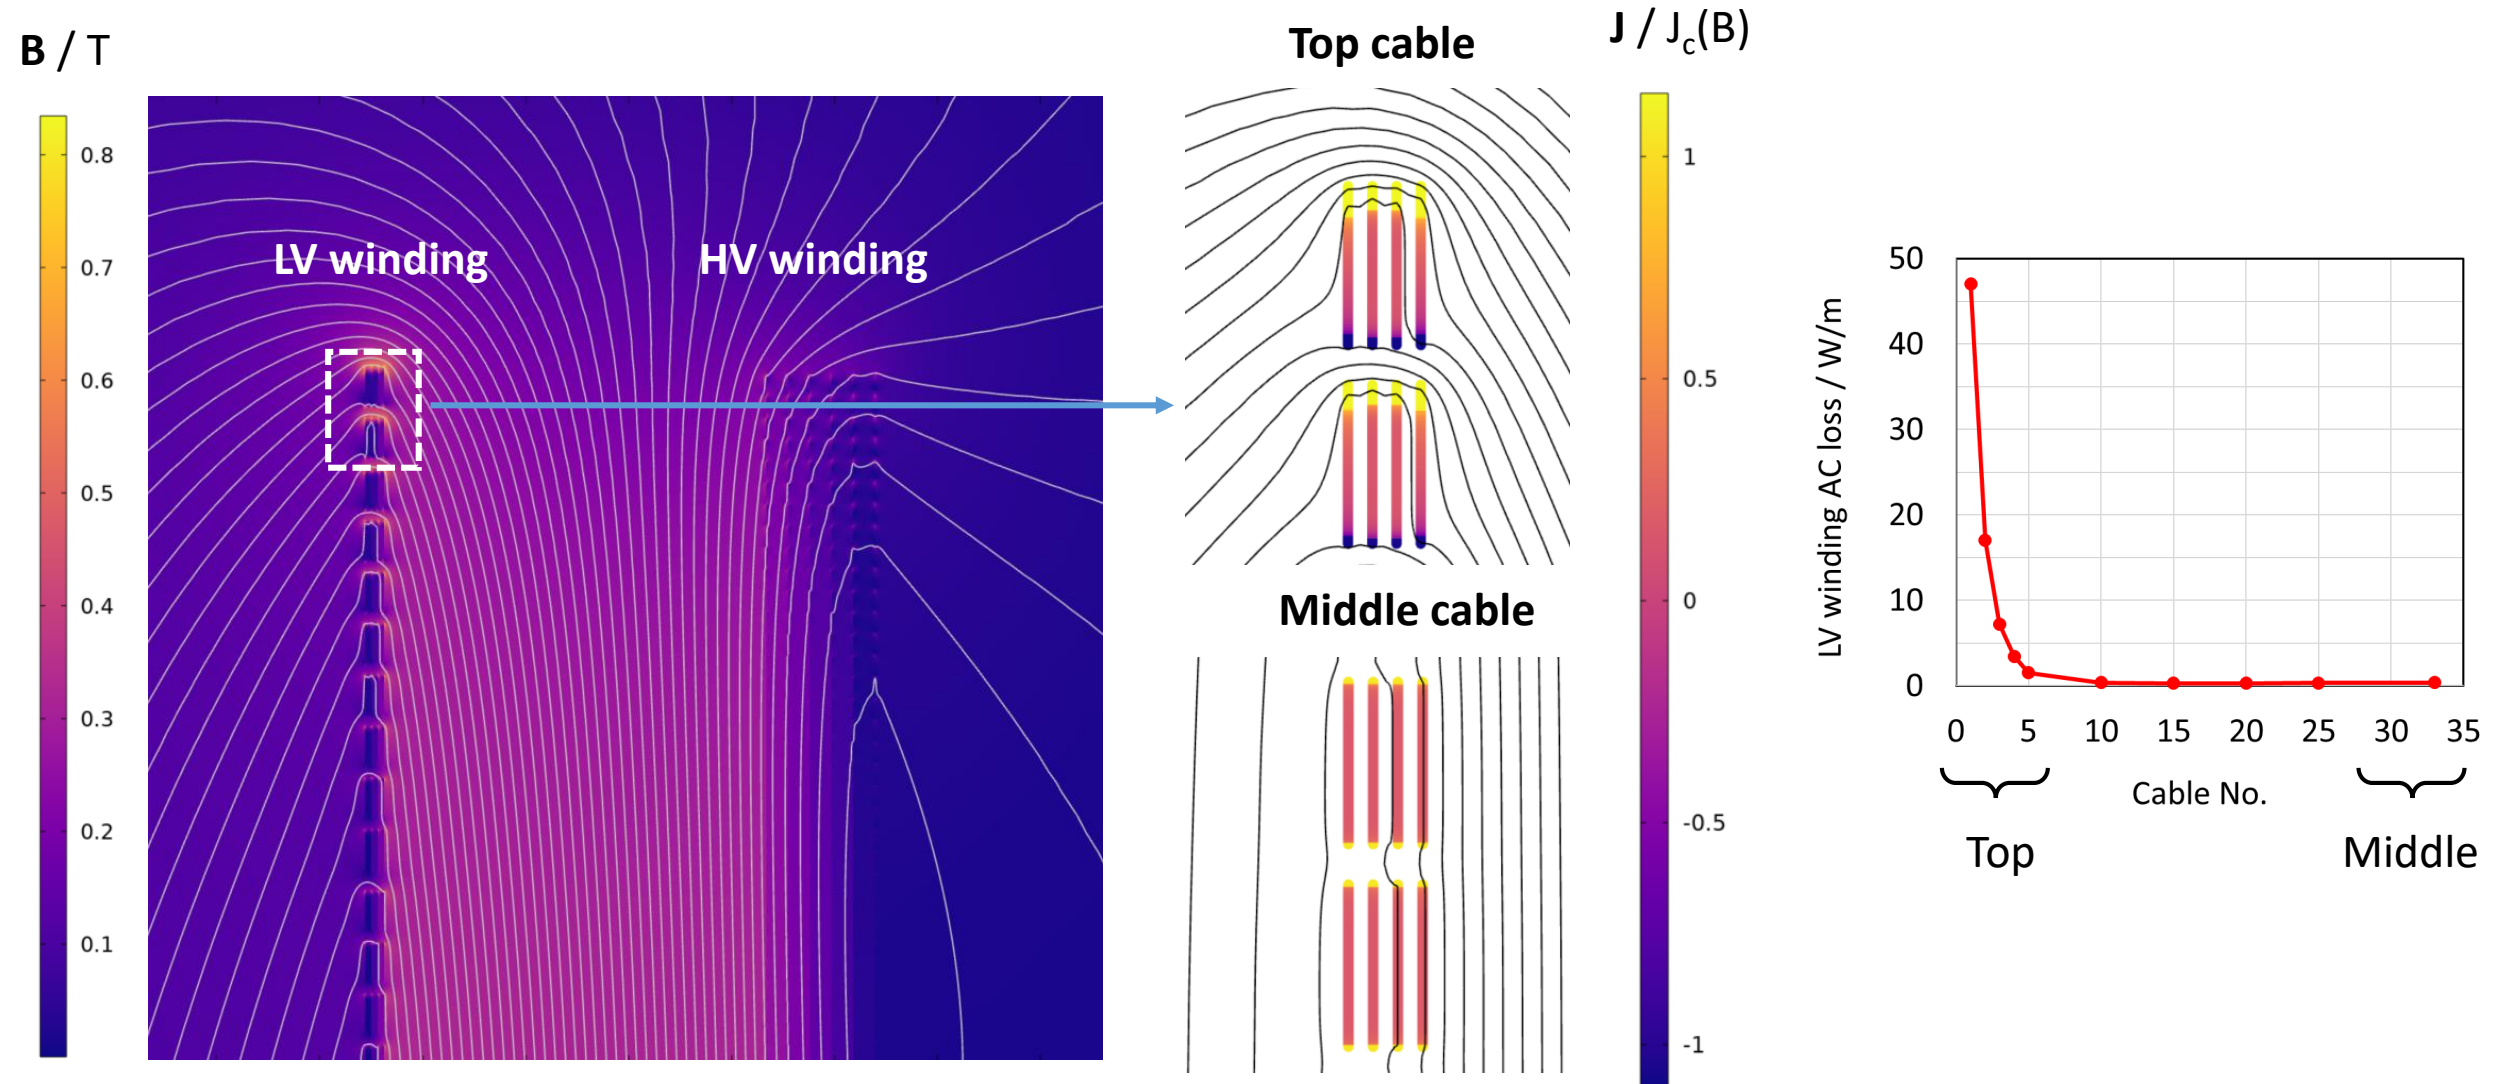 B / T
0.8
0.7
0.6
0.5
0.4
0.3
0.2
0.1
LV winding
HV winding
Top cable
Middle cable
J / Jc(B)
1
0.5
0
-0.5
-1
LV winding AC loss / W/m
50
40
30
20
10
0
0 5 10 15 20 25 30 35
Cable No.
Top
Middle